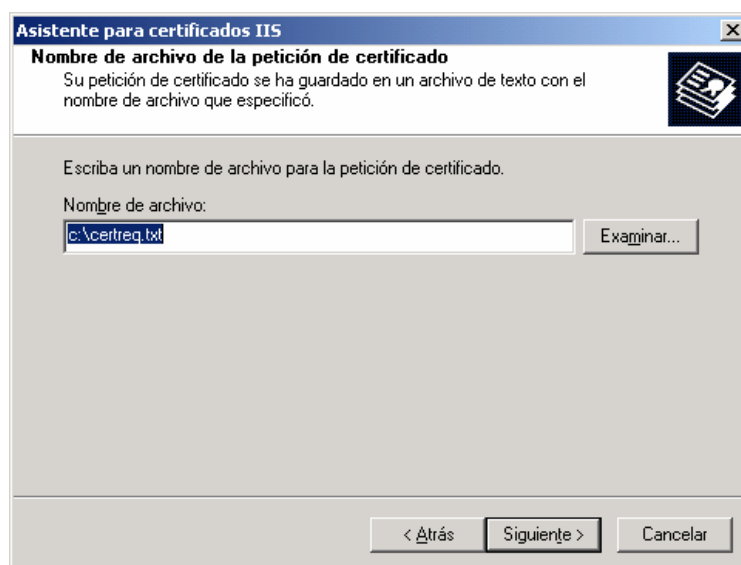 Asistente para certificados IIS
Nombre de archivo de la petición de certificado
Su petición de certificado se ha guardado en un archivo de texto con el
nombre de archivo que especificó.
Escriba un nombre de archivo para la petición de certificado.
Nombre de archivo:
c:\certreq.txt
Examinar...
< Atrás
Siguiente >
Cancelar